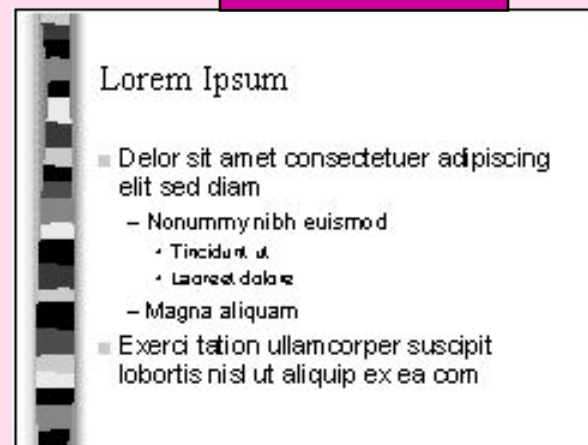 Lorem Ipsum
Delor sit amet consectetuer adipiscing
elit sed diam
– Nonummy nibh euismod
• Tincidunt ut
• Laoreet dolore
– Magna aliquam
Exerci tation ullamcorper suscipit
lobortis nisl ut aliquip ex ea com